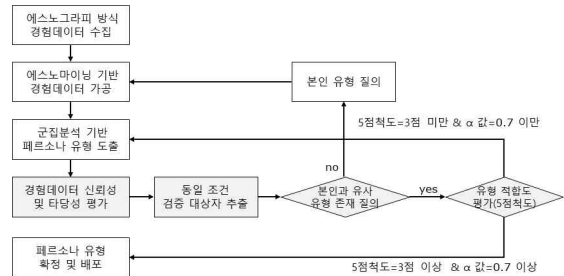 에스노그라피 방식
경험데이터 수집
에스노마이닝 기반
경험데이터 가공
본인 유형 질의
5점척도=3점 미만 & α 값=0.7 이만
군집분석 기반
페르소나 유형 도출
no
경험데이터 신뢰성
및 타당성 평가
동일 조건
검증 대상자 추출
본인과 유사
유형 존재 질의
yes
유형 적합도
평가(5점척도)
페르소나 유형
확정 및 배포
5점척도=3점 이상 & α 값=0.7 이상